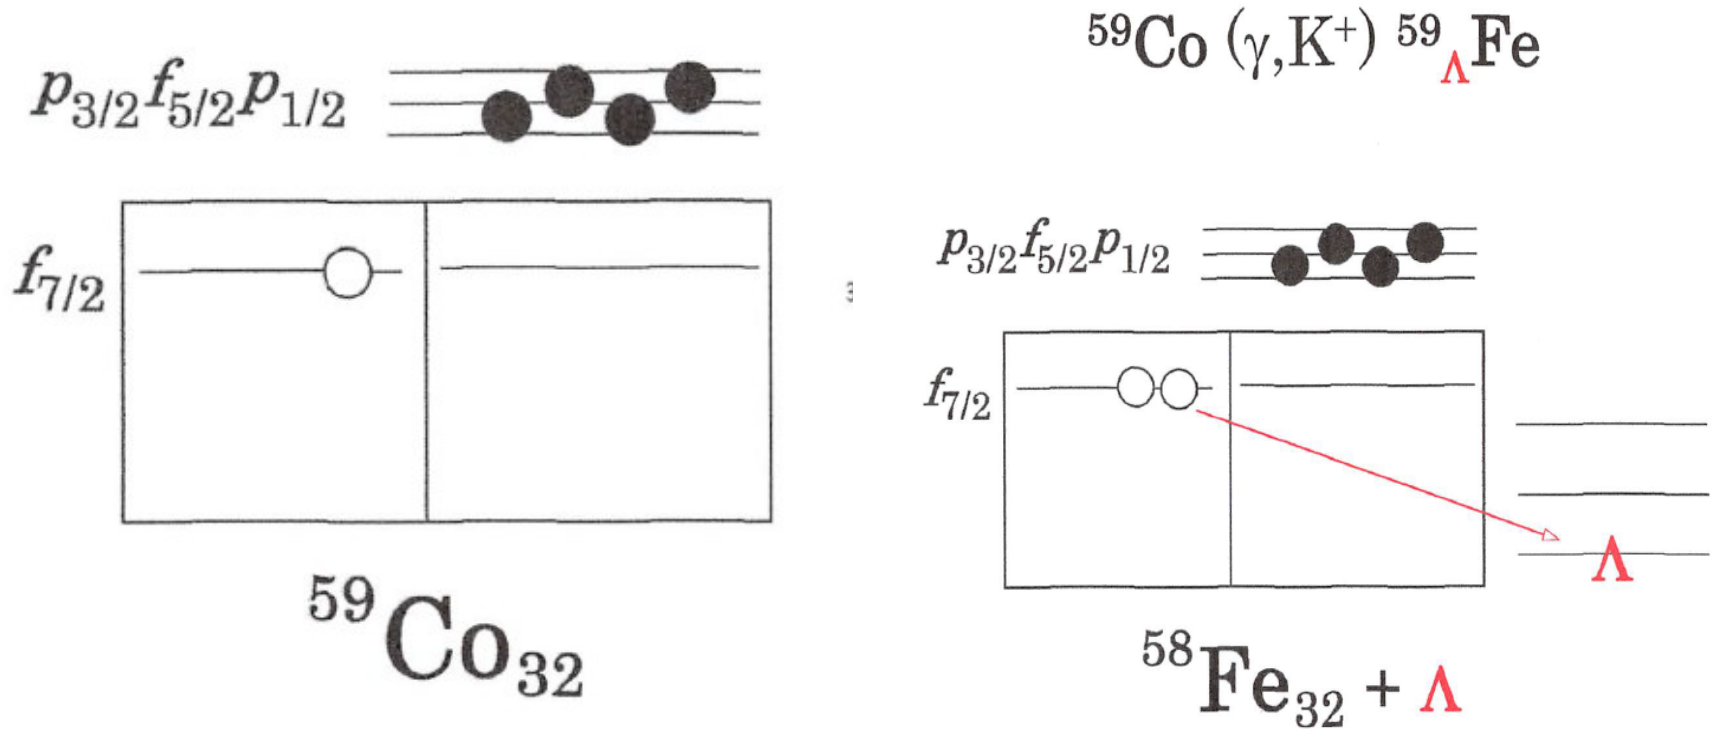 p3/2f5/2p1/2
f7/2
⁵⁹Co₃₂
⁵⁹Co (γ,K⁺) ⁵⁹ΛFe
p3/2f5/2p1/2
f7/2
Λ
⁵⁸Fe₃₂ + Λ